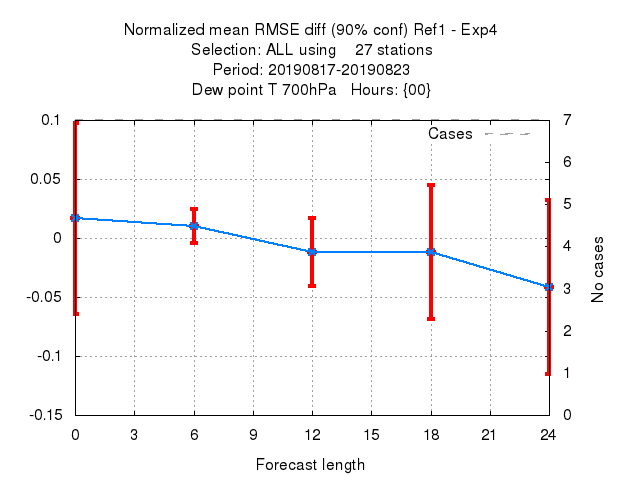 Normalized mean RMSE diff (90% conf) Ref1 - Exp4
Selection: ALL using    27 stations
Period: 20190817-20190823
Dew point T 700hPa   Hours: {00}
Cases
0.1
0.05
0
-0.05
-0.1
-0.15
7
6
5
4
3
2
1
0
No cases
0 3 6 9 12 15 18 21 24
Forecast length